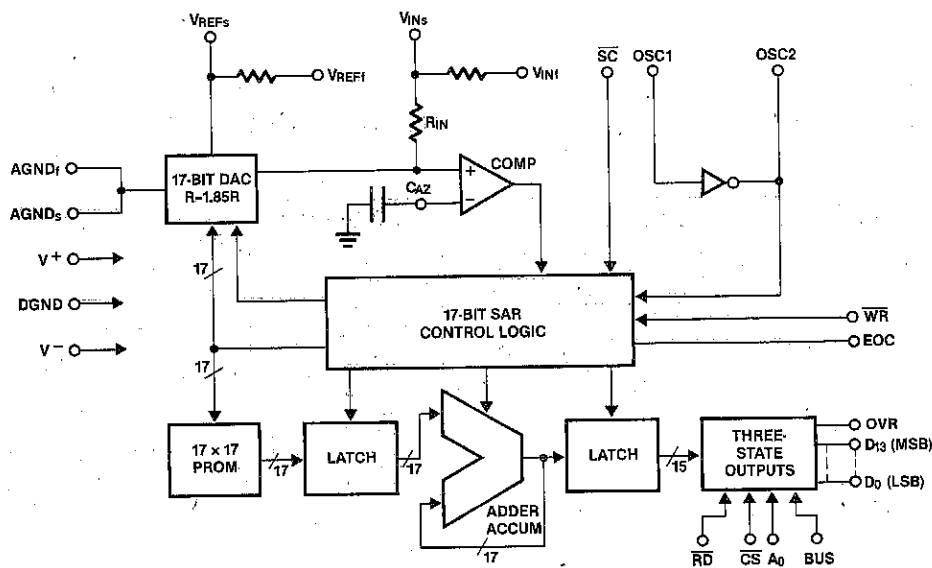 VREFs
VINs
SC OSC1 OSC2
VREFf
VINf
RIN
AGNDf
17-BIT DAC
R-1.85R
COMP
+
CAZ
−
AGNDs
V+
17
DGND
17-BIT SAR
CONTROL LOGIC
WR
EOC
V−
17
17 × 17
PROM
17
LATCH
17
LATCH
15
THREE-
STATE
OUTPUTS
OVR
D13 (MSB)
D0 (LSB)
ADDER
ACCUM
17
RD CS A0 BUS